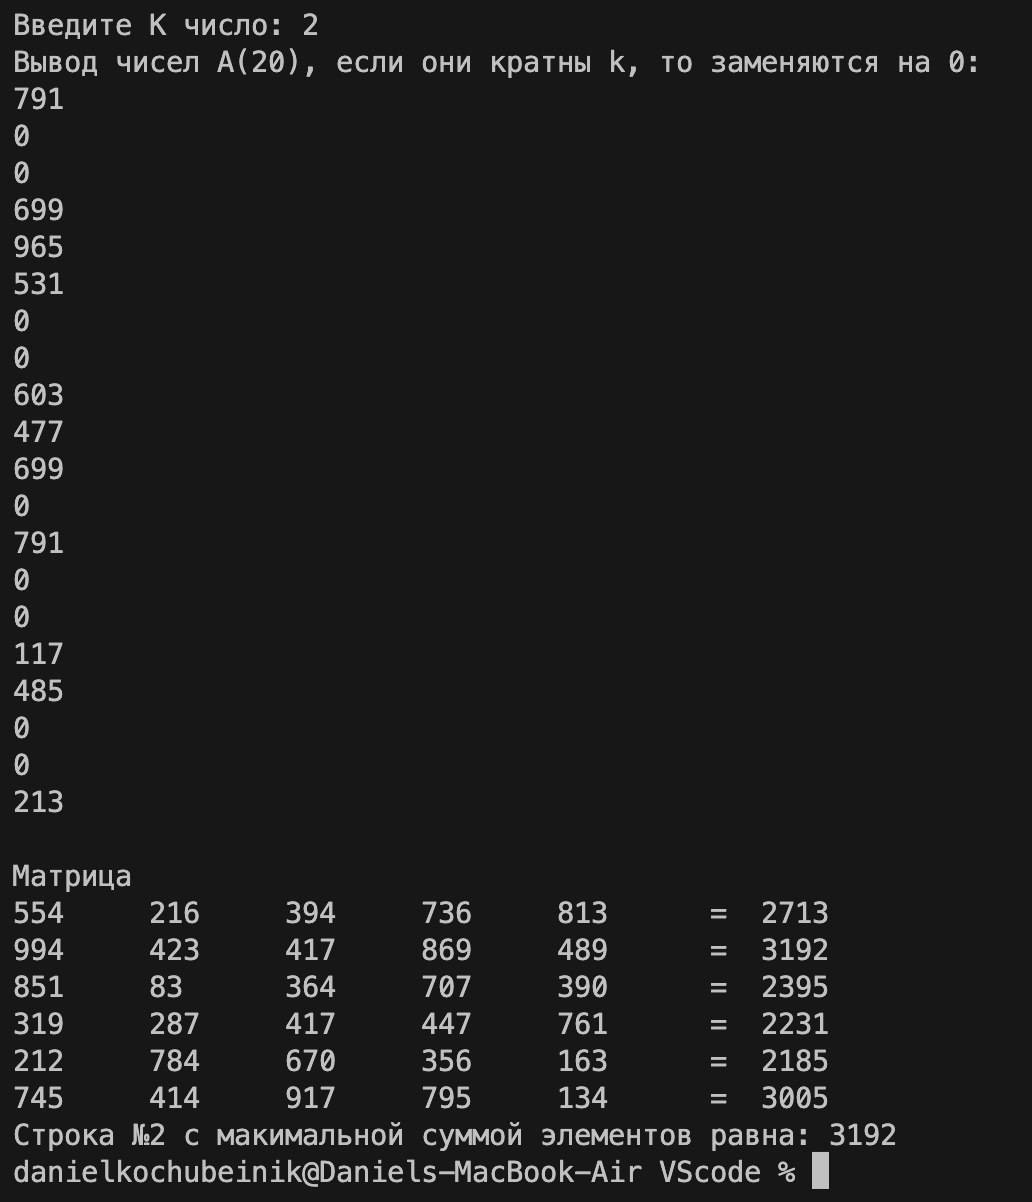 Введите K число: 2
Вывод чисел A(20), если они кратны k, то заменяются на 0:
791
0
0
699
965
531
0
0
603
477
699
0
791
0
0
117
485
0
0
213
Матрица
554 216 394 736 813 = 2713
994 423 417 869 489 = 3192
851 83 364 707 390 = 2395
319 287 417 447 761 = 2231
212 784 670 356 163 = 2185
745 414 917 795 134 = 3005
Строка №2 с макимальной суммой элементов равна: 3192
danielkochubeinik@Daniels-MacBook-Air VScode %